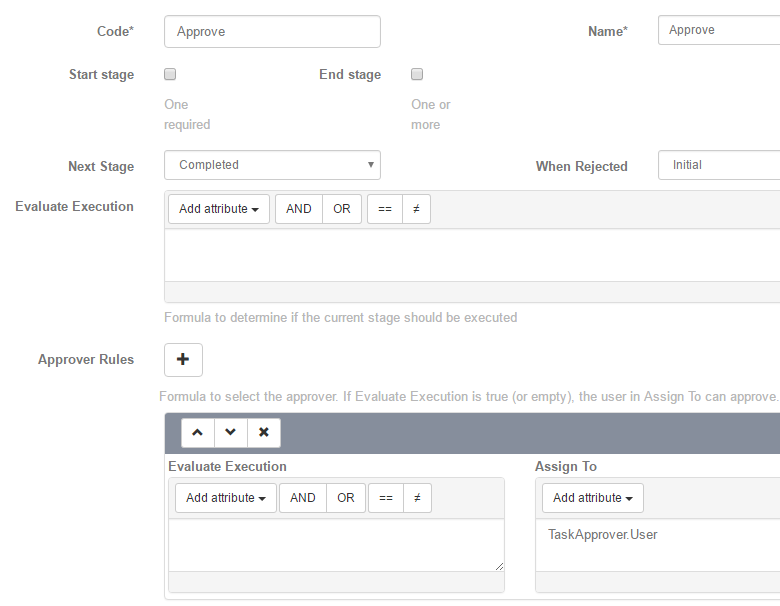 Code* Approve Name* Approve
Start stage End stage
One One or
required more
Next Stage Completed When Rejected Initial
Evaluate Execution Add attribute AND OR == ≠
Formula to determine if the current stage should be executed
Approver Rules +
Formula to select the approver. If Evaluate Execution is true (or empty), the user in Assign To can approve.
Evaluate Execution Assign To
Add attribute AND OR == ≠ Add attribute
TaskApprover.User